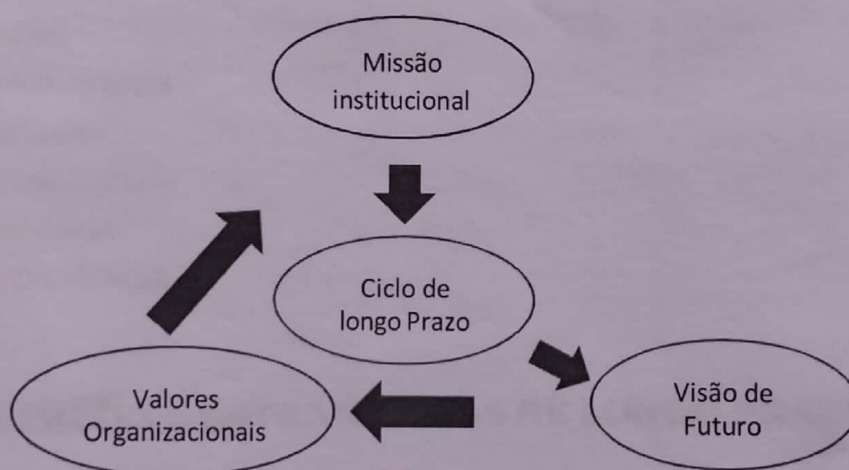 Missão
institucional
Ciclo de
longo Prazo
Valores
Organizacionais
Visão de
Futuro